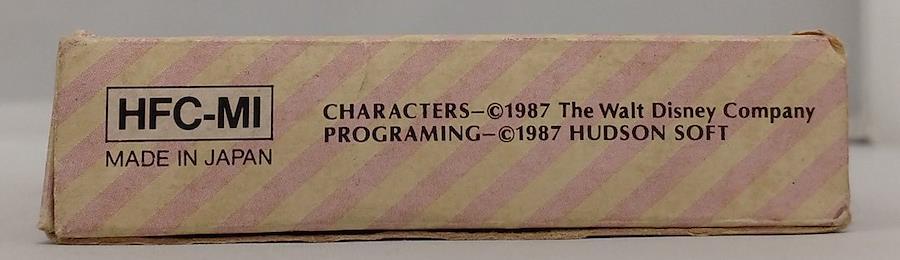 HFC-MI
MADE IN JAPAN
CHARACTERS–©1987 The Walt Disney Company
PROGRAMING–©1987 HUDSON SOFT